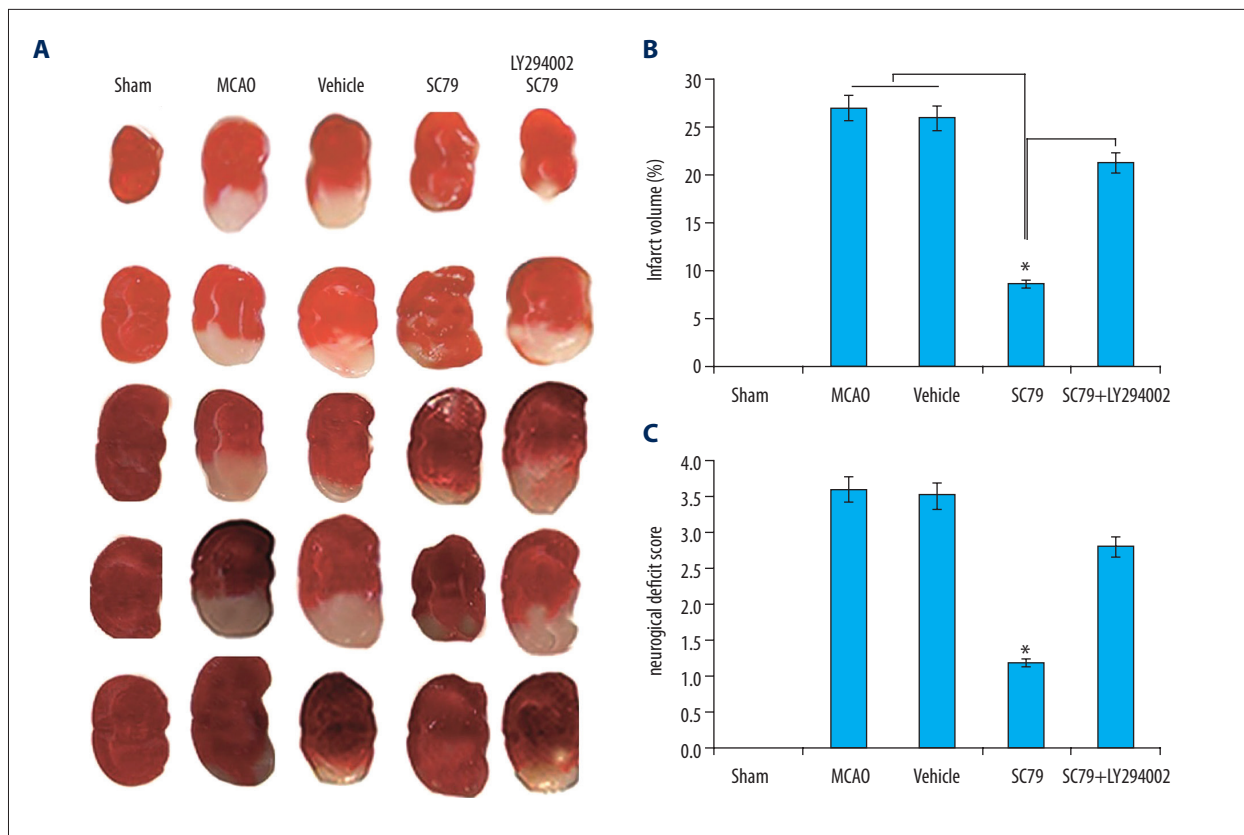 A
Sham
MCAO
Vehicle
SC79
LY294002
SC79
B
Infarct volume (%)
30
25
20
15
10
5
0
*
Sham
MCAO
Vehicle
SC79
SC79+LY294002
C
neurogical deficit score
4.0
3.5
3.0
2.5
2.0
1.5
1.0
0.5
0.0
*
Sham
MCAO
Vehicle
SC79
SC79+LY294002